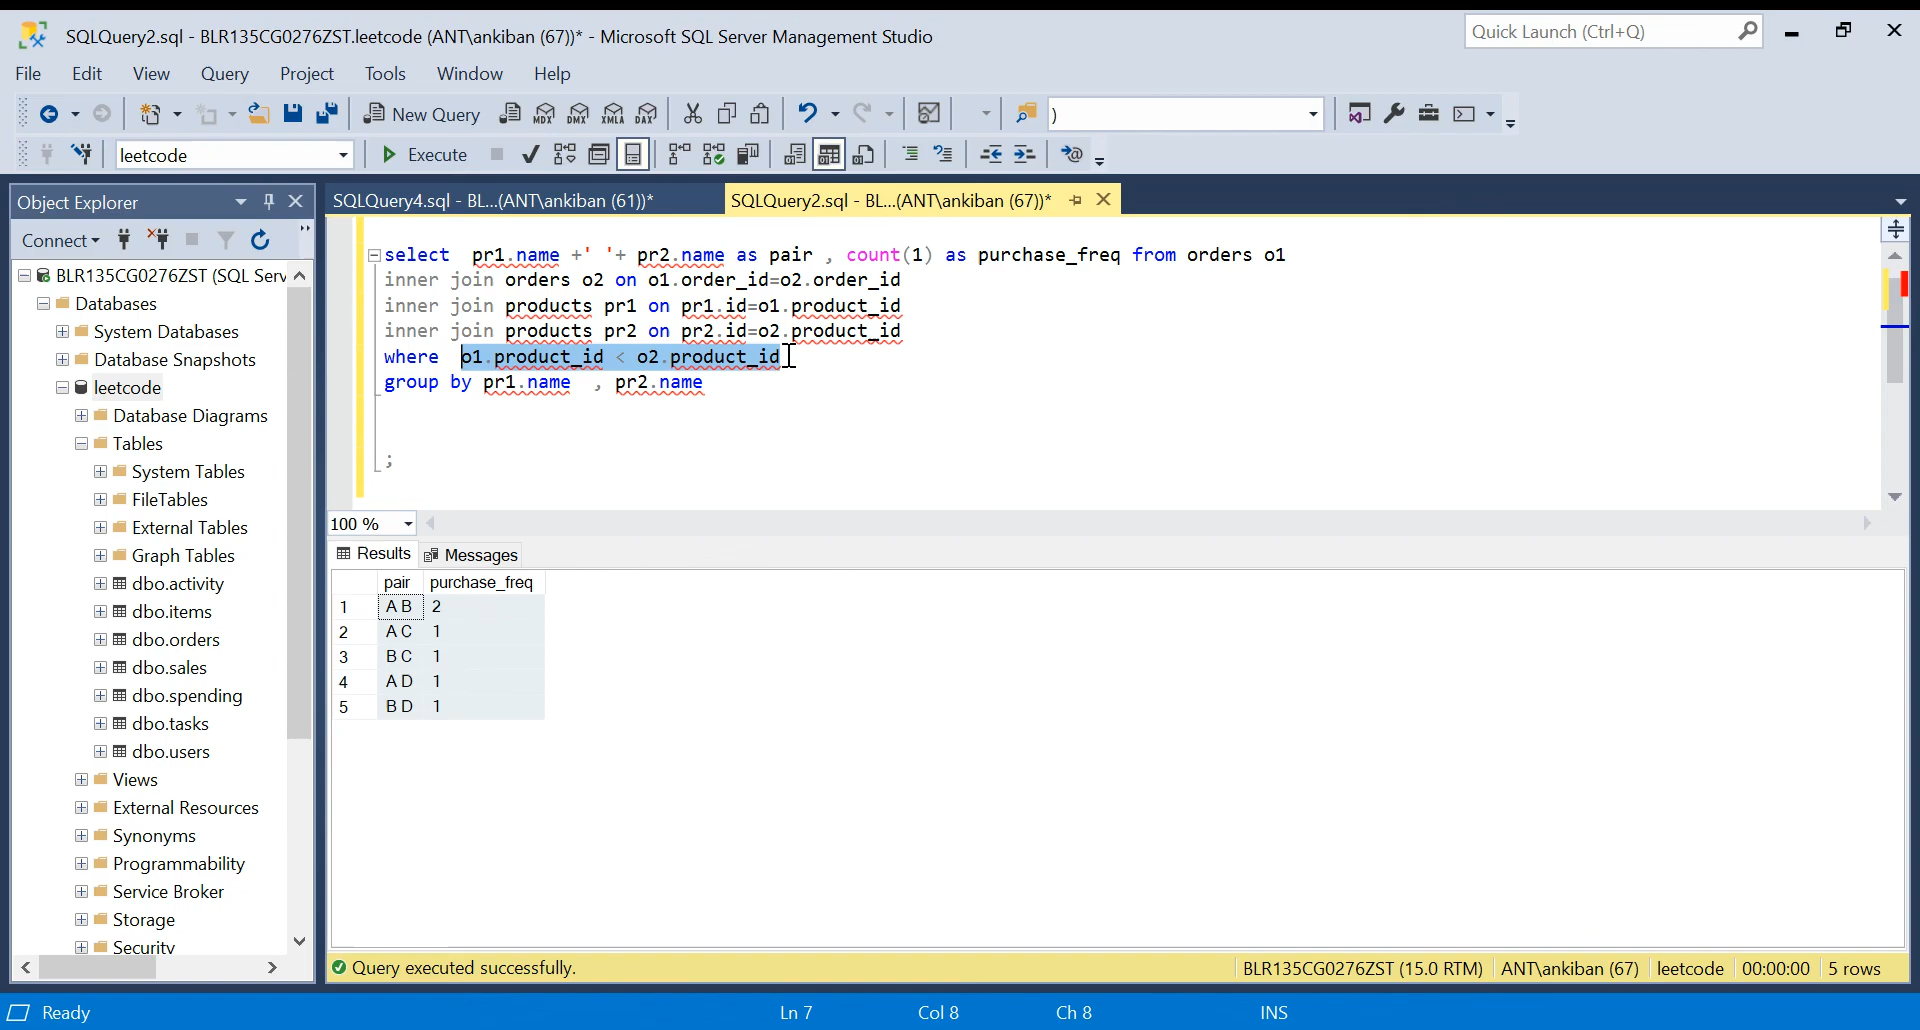 SQLQuery2.sql - BLR135CG0276ZST.leetcode (ANT\ankiban (67))* - Microsoft SQL Server Management Studio
Quick Launch (Ctrl+Q)
File Edit View Query Project Tools Window Help
New Query MDX DMX XMLA DAX )
leetcode Execute
Object Explorer
SQLQuery4.sql - BL...(ANT\ankiban (61))*
SQLQuery2.sql - BL...(ANT\ankiban (67))*
Connect
BLR135CG0276ZST (SQL Serv
Databases
System Databases
Database Snapshots
leetcode
Database Diagrams
Tables
System Tables
FileTables
External Tables
Graph Tables
dbo.activity
dbo.items
dbo.orders
dbo.sales
dbo.spending
dbo.tasks
dbo.users
Views
External Resources
Synonyms
Programmability
Service Broker
Storage
Security
select pr1.name +' '+ pr2.name as pair , count(1) as purchase_freq from orders o1
inner join orders o2 on o1.order_id=o2.order_id
inner join products pr1 on pr1.id=o1.product_id
inner join products pr2 on pr2.id=o2.product_id
where o1.product_id < o2.product_id
group by pr1.name , pr2.name
;
100 %
Results Messages
pair purchase_freq
1 A B 2
2 A C 1
3 B C 1
4 A D 1
5 B D 1
Query executed successfully.
BLR135CG0276ZST (15.0 RTM) ANT\ankiban (67) leetcode 00:00:00 5 rows
Ready Ln 7 Col 8 Ch 8 INS